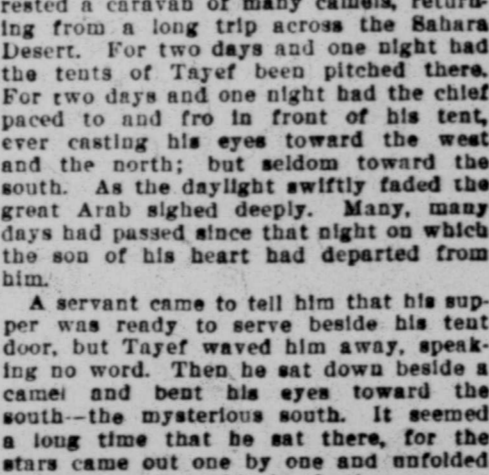 rested a caravan of many camels, return-
ing from a long trip across the Sahara
Desert. For two days and one night had
the tents of Tayef been pitched there.
For two days and one night had the chief
paced to and fro in front of his tent,
ever casting his eyes toward the west
and the north; but seldom toward the
south. As the daylight swiftly faded the
great Arab sighed deeply. Many, many
days had passed since that night on which
the son of his heart had departed from
him.
A servant came to tell him that his sup-
per was ready to serve beside his tent
door, but Tayef waved him away, speak-
ing no word. Then he sat down beside a
camel and bent his eyes toward the
south--the mysterious south. It seemed
a long time that he sat there, for the
stars came out one by one and unfolded